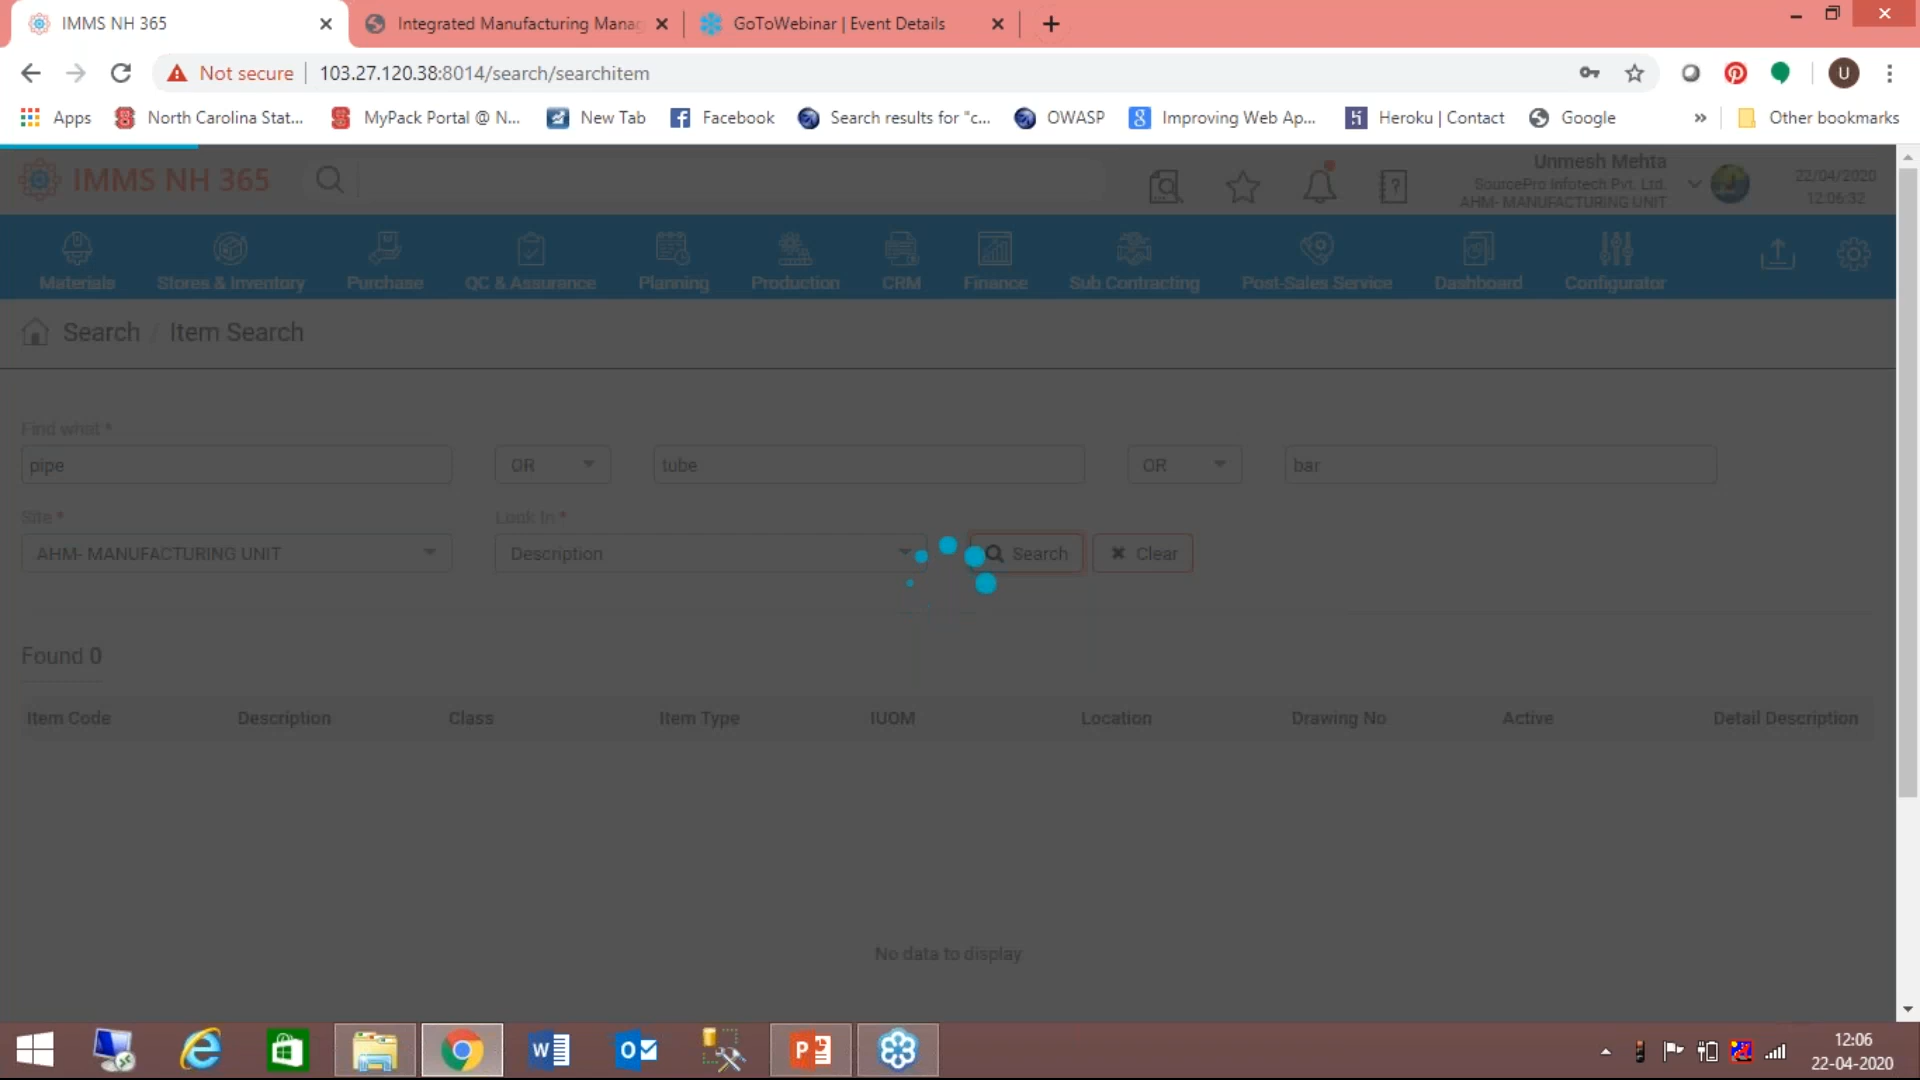 IMMS NH 365
Integrated Manufacturing Mana
GoToWebinar | Event Details
Not secure
103.27.120.38:8014/search/searchitem
Apps
North Carolina Stat...
MyPack Portal @ N...
New Tab
Facebook
Search results for "c...
OWASP
Improving Web Ap...
Heroku | Contact
Google
Other bookmarks
IMMS NH 365
Unmesh Mehta
SourcePro Infotech Pvt. Ltd.
AHM- MANUFACTURING UNIT
22/04/2020
12:06:32
Materials
Stores & Inventory
Purchase
QC & Assurance
Planning
Production
CRM
Finance
Sub Contracting
Post-Sales Service
Dashboard
Configurator
Search / Item Search
Find what *
pipe
OR
tube
OR
bar
Site *
Look In *
AHM- MANUFACTURING UNIT
Description
Search
Clear
Found 0
Item Code
Description
Class
Item Type
IUOM
Location
Drawing No
Active
Detail Description
No data to display
12:06
22-04-2020